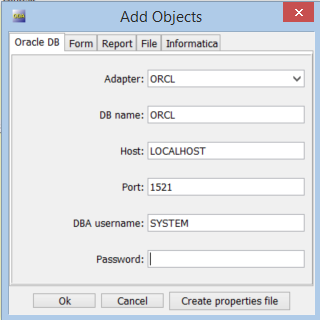 Add Objects
Oracle DB Form Report File Informatica
Adapter: ORCL
DB name: ORCL
Host: LOCALHOST
Port: 1521
DBA username: SYSTEM
Password:
Ok Cancel Create properties file